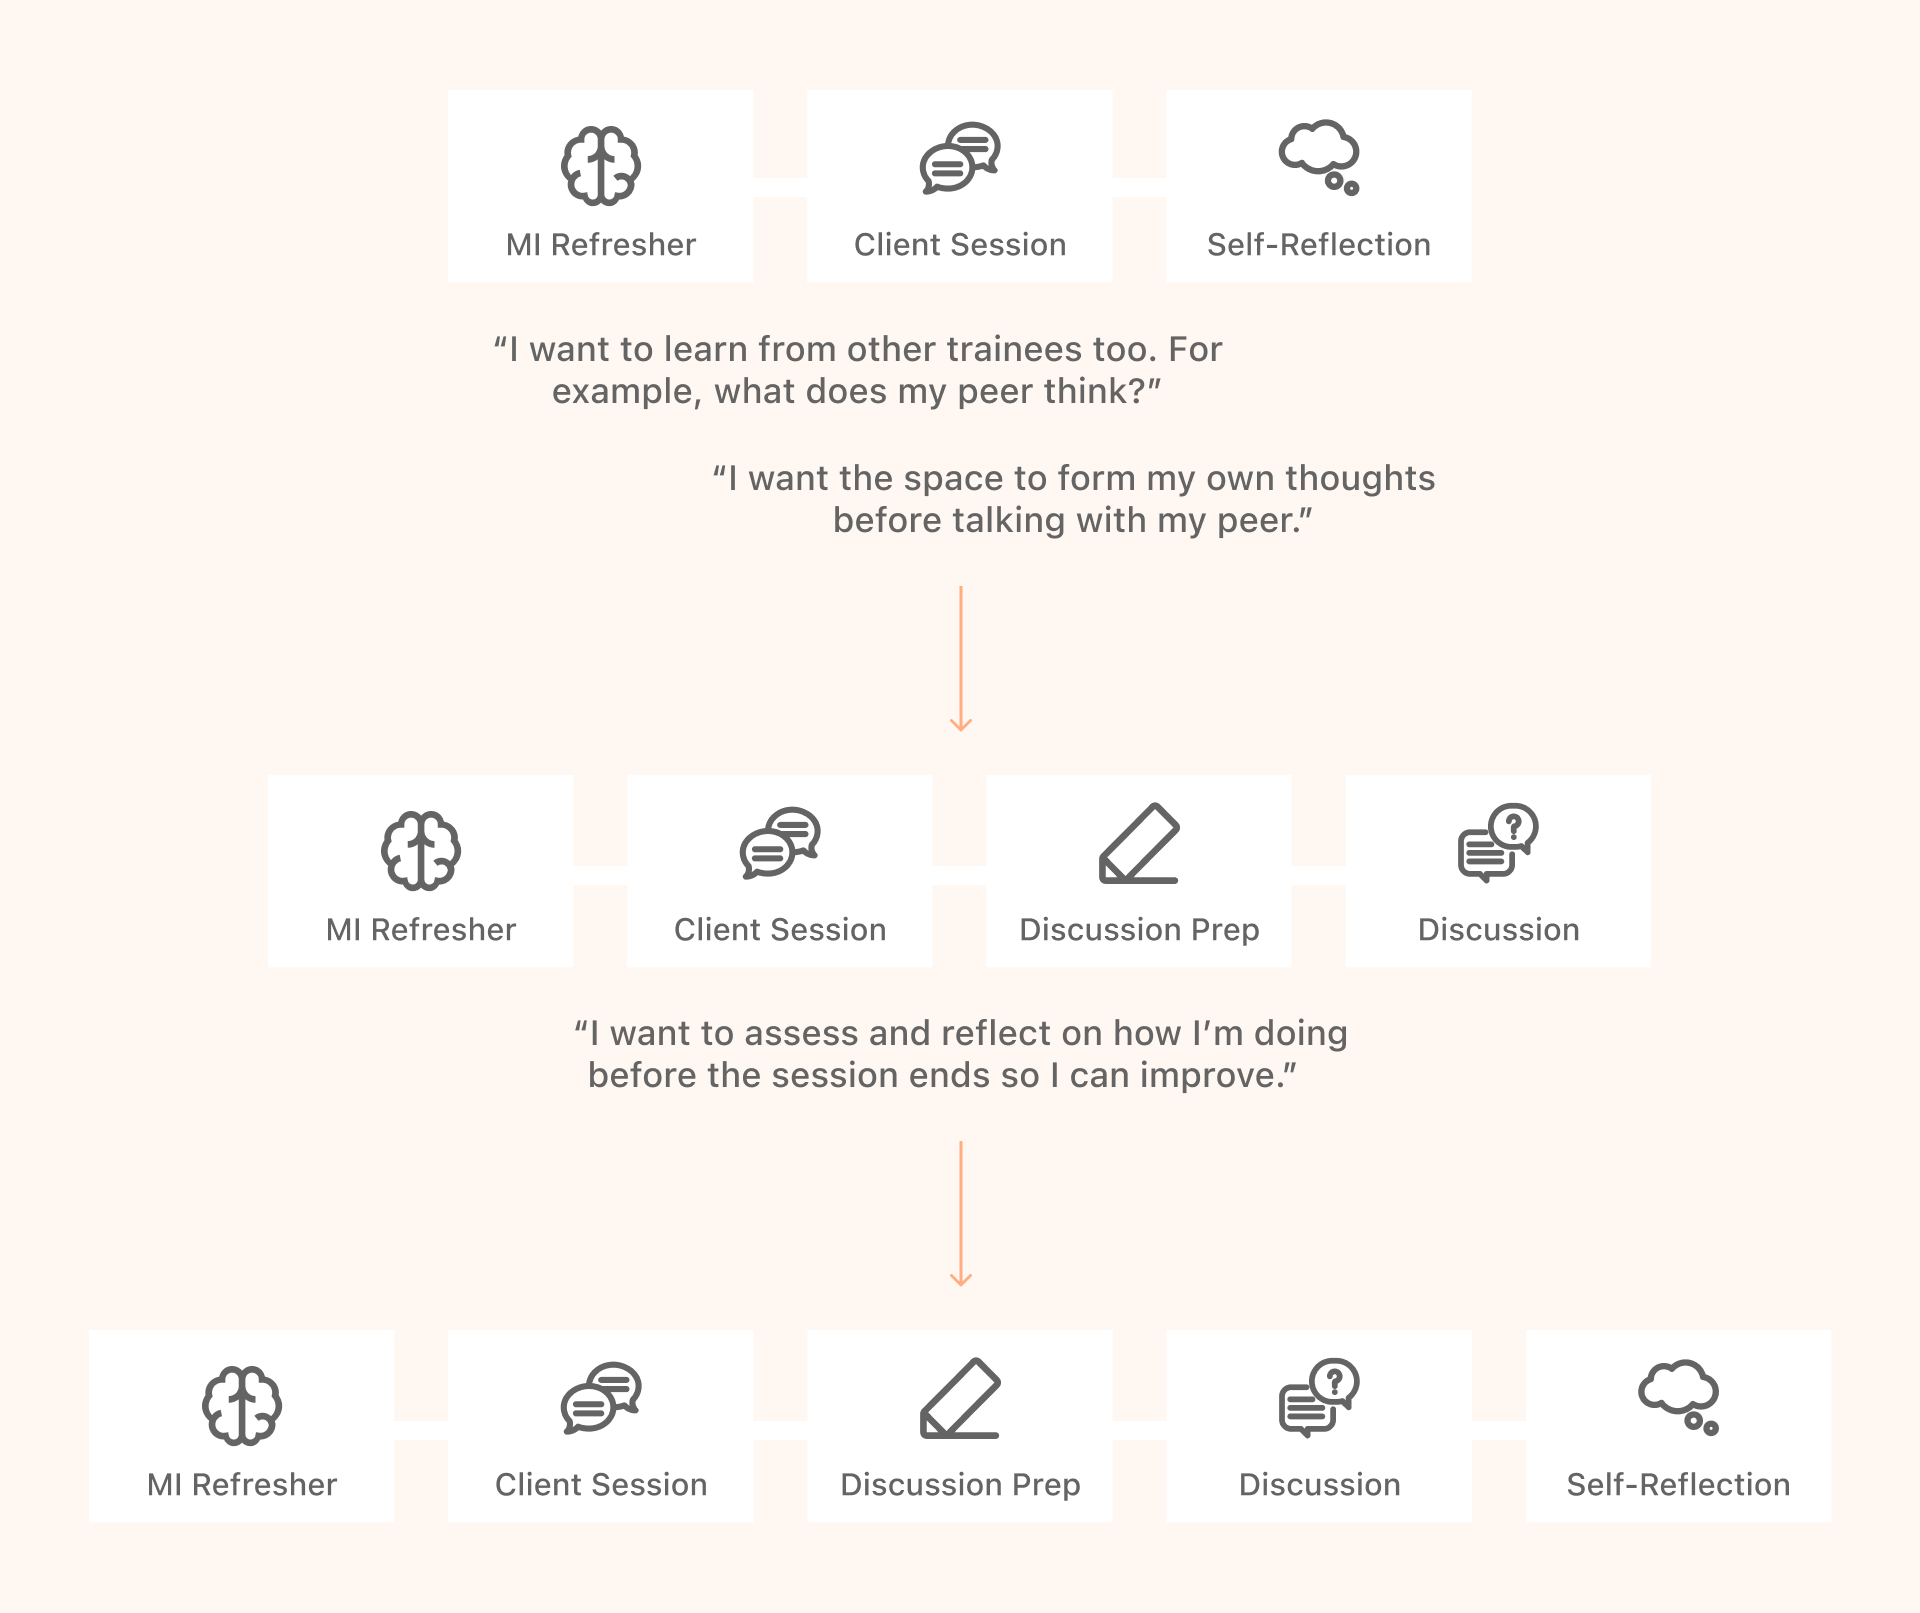 MI Refresher
Client Session
Self-Reflection
“I want to learn from other trainees too. For
example, what does my peer think?”
“I want the space to form my own thoughts
before talking with my peer.”
MI Refresher
Client Session
Discussion Prep
?
Discussion
“I want to assess and reflect on how I’m doing
before the session ends so I can improve.”
MI Refresher
Client Session
Discussion Prep
?
Discussion
Self-Reflection